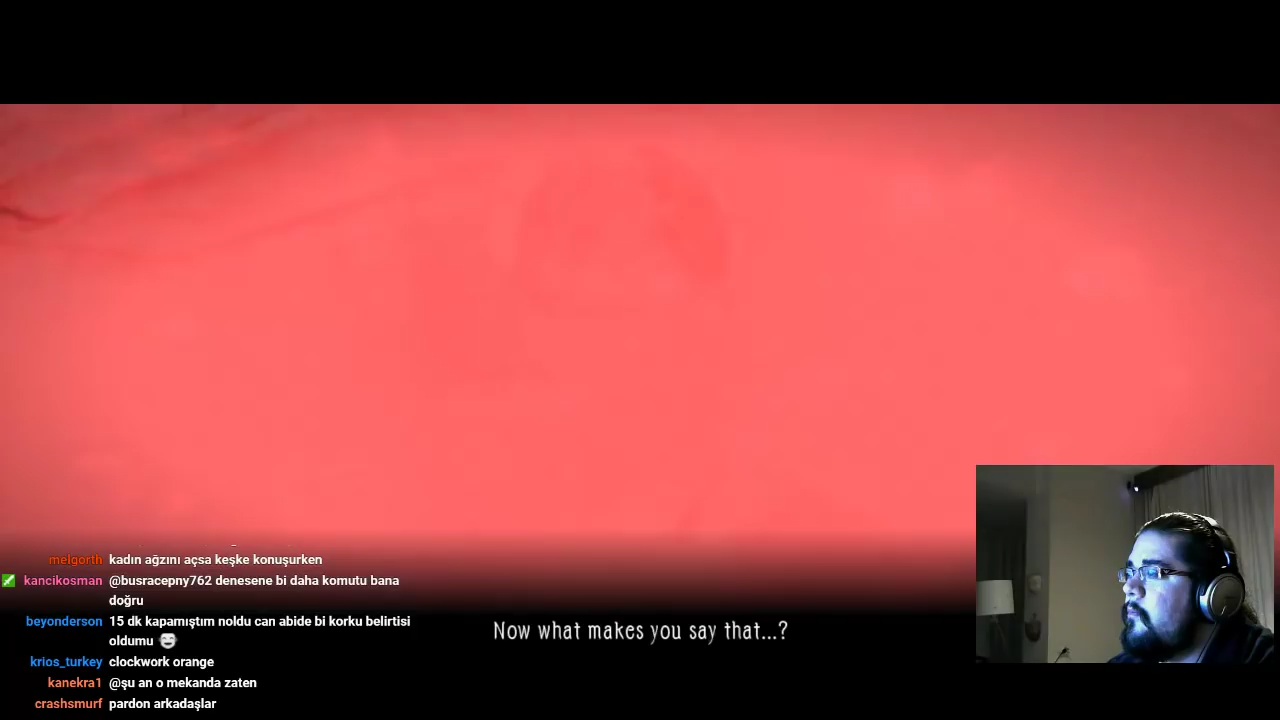 melgorth kadın ağzını açsa keşke konuşurken
kancikosman @busracepny762 denesene bi daha komutu bana
doğru
beyonderson 15 dk kapamıştım noldu can abide bi korku belirtisi
oldumu
krios_turkey clockwork orange
kanekra1 @şu an o mekanda zaten
crashsmurf pardon arkadaşlar
Now what makes you say that...?